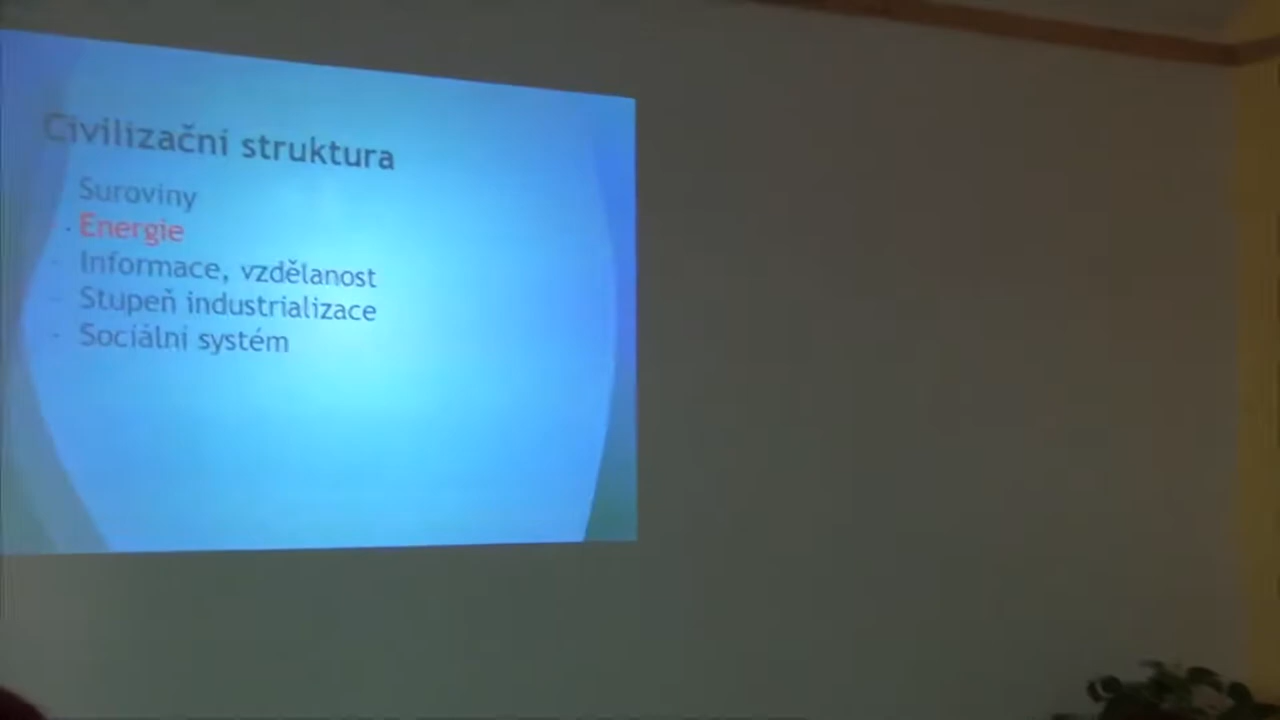 Civilizační struktura
Suroviny
- Energie
- Informace, vzdělanost
- Stupeň industrializace
- Sociální systém